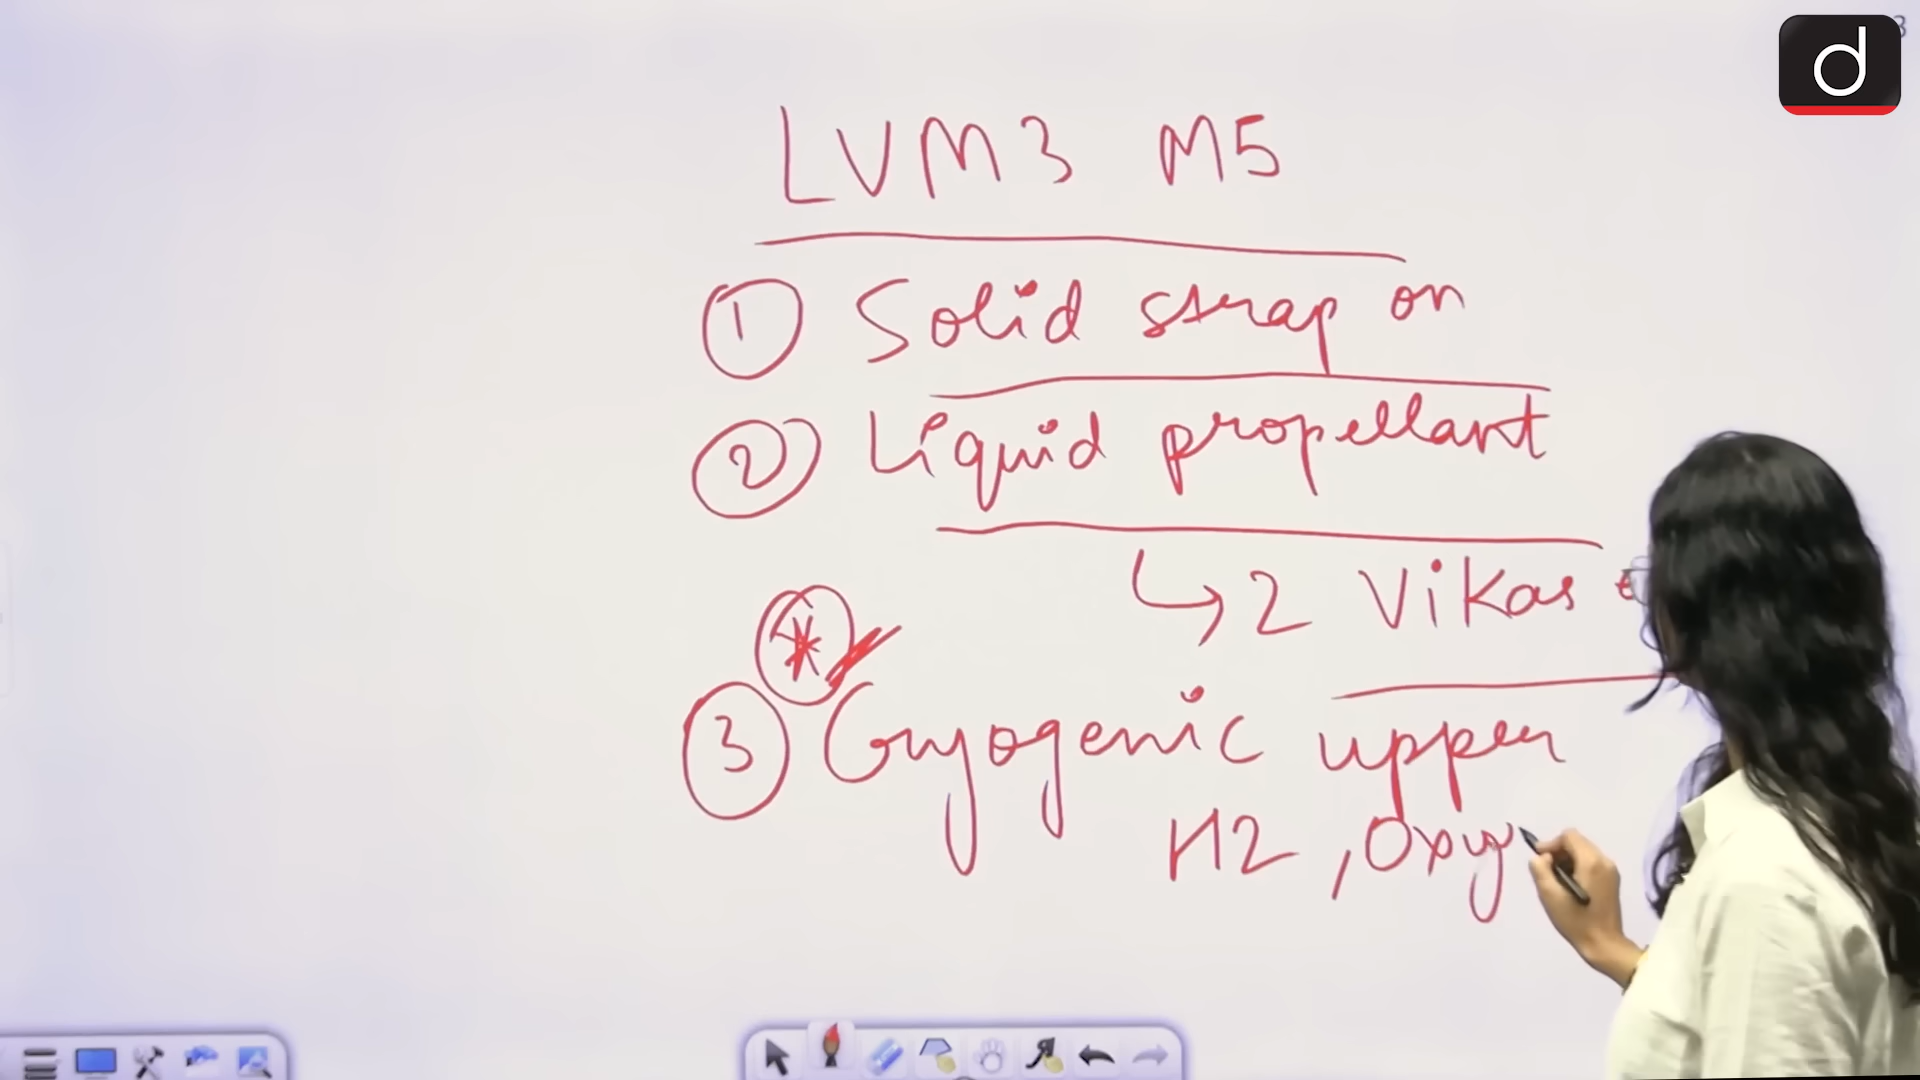 d
LVM3 M5
1 Solid strap on
2 Liquid propellant
↳ 2 Vikas
*
3 Cryogenic upper
H2, Oxy